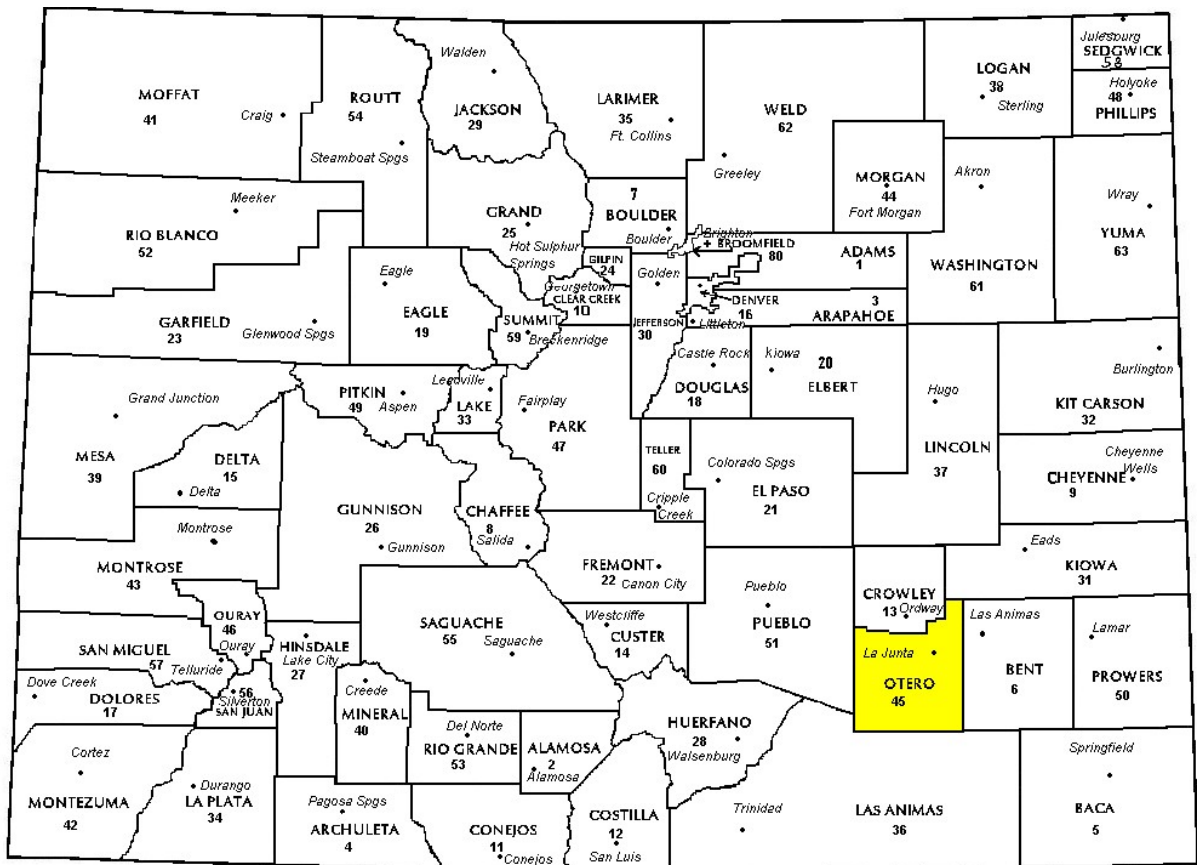 Julesburg
SEDGWICK
58
Holyoke
48
PHILLIPS
LOGAN
38
Sterling
Walden
JACKSON
29
MOFFAT
41
Craig
ROUTT
54
Steamboat Spgs
LARIMER
35
Ft. Collins
WELD
62
Greeley
MORGAN
44
Fort Morgan
Akron
WASHINGTON
61
Wray
YUMA
63
Meeker
RIO BLANCO
52
GRAND
25
Hot Sulphur
Springs
7
BOULDER
Boulder
Brighton
+ BROOMFIELD
80
ADAMS
1
GILPIN
24
Golden
Georgetown
CLEAR CREEK
10
JEFFERSON
30
DENVER
16
Littleton
3
ARAPAHOE
Eagle
EAGLE
19
SUMMIT
59
Breckenridge
GARFIELD
23
Glenwood Spgs
Castle Rock
DOUGLAS
18
Kiowa
20
ELBERT
Burlington
KIT CARSON
32
Hugo
LINCOLN
37
PITKIN
49
Aspen
Leadville
LAKE
33
Fairplay
PARK
47
Grand Junction
MESA
39
DELTA
15
Delta
TELLER
60
Cripple
Creek
Colorado Spgs
EL PASO
21
Cheyenne
Wells
CHEYENNE
9
GUNNISON
26
Gunnison
CHAFFEE
8
Salida
Montrose
MONTROSE
43
FREMONT
22
Canon City
Pueblo
PUEBLO
51
CROWLEY
13
Ordway
Eads
KIOWA
31
OURAY
46
Ouray
SAN MIGUEL
57
Telluride
HINSDALE
Lake City
27
SAGUACHE
55
Saguache
Westcliffe
CUSTER
14
La Junta
OTERO
45
Las Animas
BENT
6
Lamar
PROWERS
50
Dove Creek
DOLORES
17
56
Silverton
SAN JUAN
Creede
MINERAL
40
Del Norte
RIO GRANDE
53
ALAMOSA
2
Alamosa
HUERFANO
28
Walsenburg
Cortez
MONTEZUMA
42
Durango
LA PLATA
34
Pagosa Spgs
ARCHULETA
4
CONEJOS
11
Conejos
COSTILLA
12
San Luis
Trinidad
LAS ANIMAS
36
Springfield
BACA
5